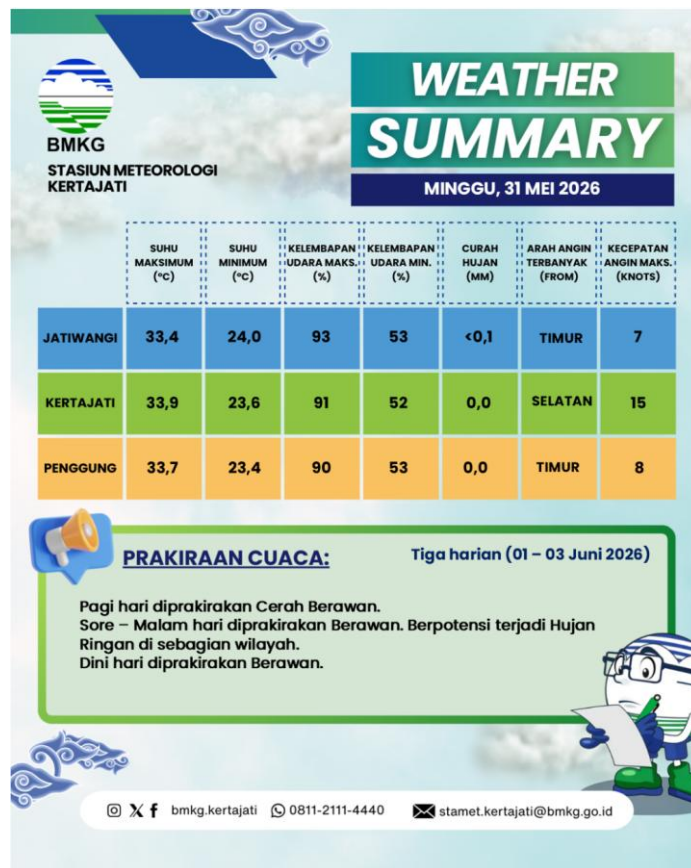 BMKG
STASIUN METEOROLOGI
KERTAJATI
WEATHER
SUMMARY
MINGGU, 31 MEI 2026
SUHU MAKSIMUM (°C) SUHU MINIMUM (°C) KELEMBAPAN UDARA MAKS. (%) KELEMBAPAN UDARA MIN. (%) CURAH HUJAN (MM) ARAH ANGIN TERBANYAK (FROM) KECEPATAN ANGIN MAKS. (KNOTS)
JATIWANGI 33,4 24,0 93 53 <0,1 TIMUR 7
KERTAJATI 33,9 23,6 91 52 0,0 SELATAN 15
PENGGUNG 33,7 23,4 90 53 0,0 TIMUR 8
PRAKIRAAN CUACA: Tiga harian (01 – 03 Juni 2026)
Pagi hari diprakirakan Cerah Berawan.
Sore – Malam hari diprakirakan Berawan. Berpotensi terjadi Hujan
Ringan di sebagian wilayah.
Dini hari diprakirakan Berawan.
bmkg.kertajati 0811-2111-4440 stamet.kertajati@bmkg.go.id